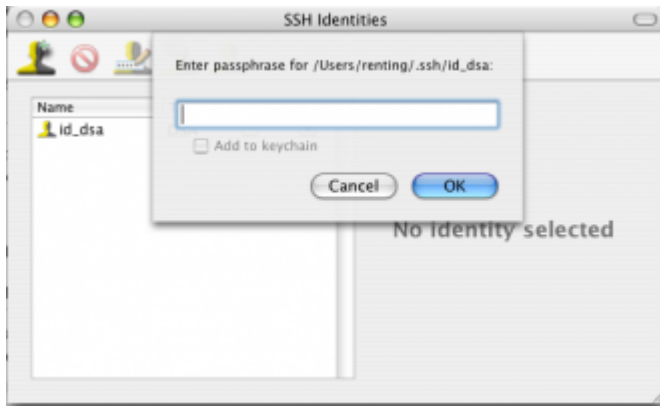 SSH Identities
Enter passphrase for /Users/renting/.ssh/id_dsa:
Name
id_dsa
Add to keychain
Cancel
OK
No identity selected